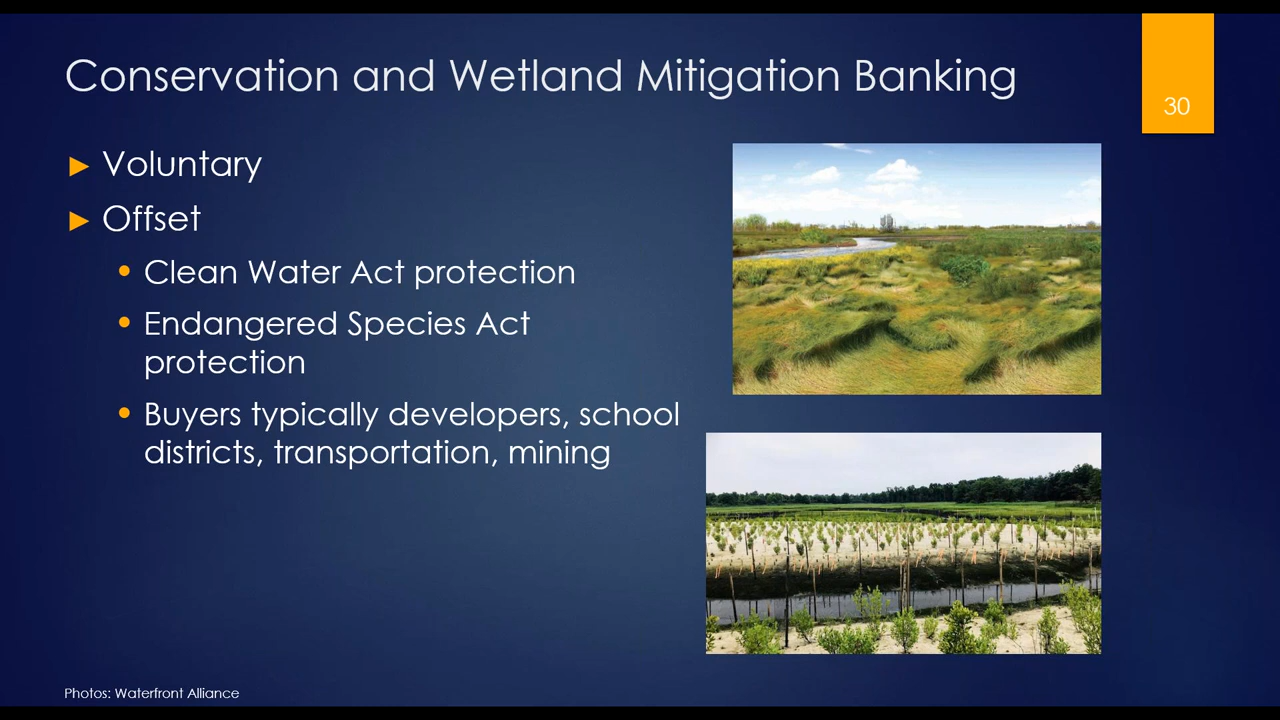 Conservation and Wetland Mitigation Banking
30
Voluntary
Offset
Clean Water Act protection
Endangered Species Act
protection
Buyers typically developers, school
districts, transportation, mining
Photos: Waterfront Alliance